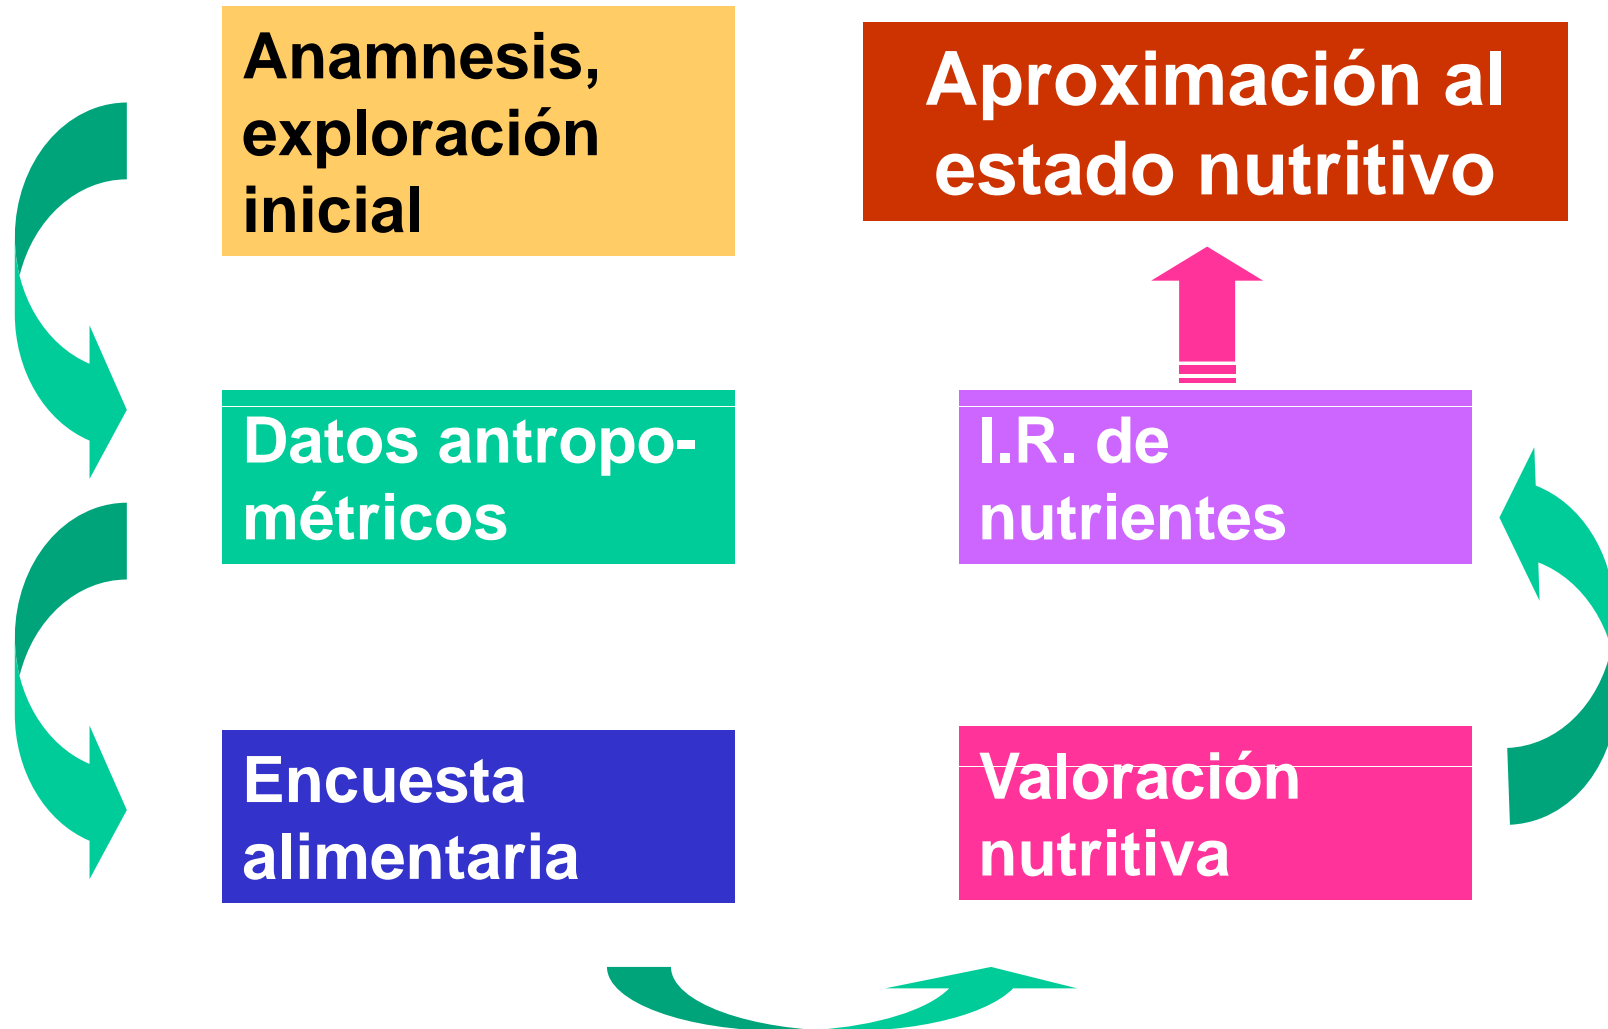 Anamnesis,
exploración
inicial
Datos antropo-
métricos
Encuesta
alimentaria
Valoración
nutritiva
I.R. de
nutrientes
Aproximación al
estado nutritivo